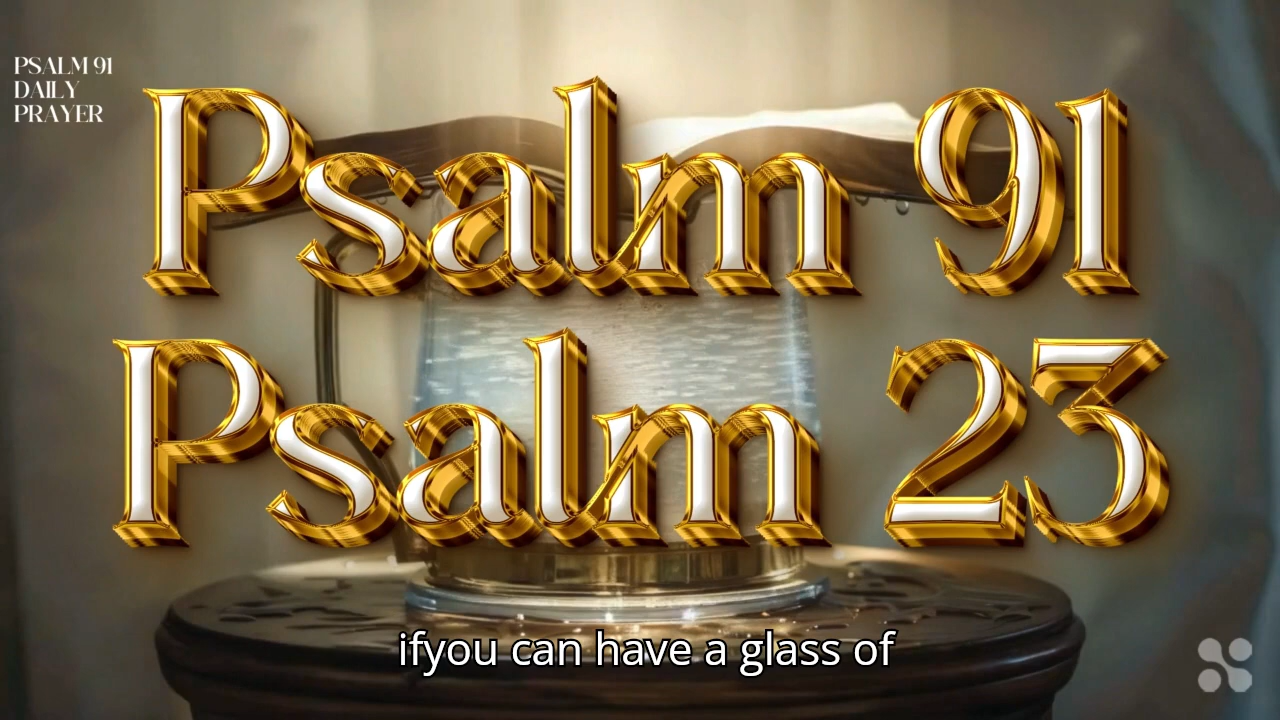 PSALM 91
DAILY
PRAYER
Psalm 91
Psalm 23
ifyou can have a glass of